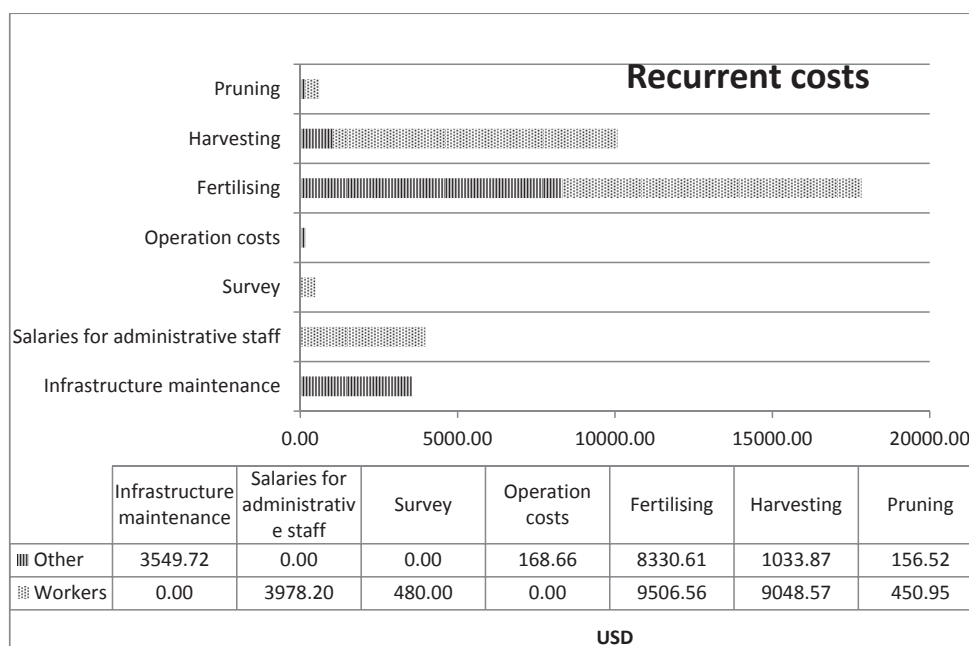 Recurrent costs
Pruning
Harvesting
Fertilising
Operation costs
Survey
Salaries for administrative staff
Infrastructure maintenance
0.00 5000.00 10000.00 15000.00 20000.00
Infrastructure
maintenance
Salaries for
administrativ
e staff
Survey
Operation
costs
Fertilising
Harvesting
Pruning
Other 3549.72 0.00 0.00 168.66 8330.61 1033.87 156.52
Workers 0.00 3978.20 480.00 0.00 9506.56 9048.57 450.95
USD